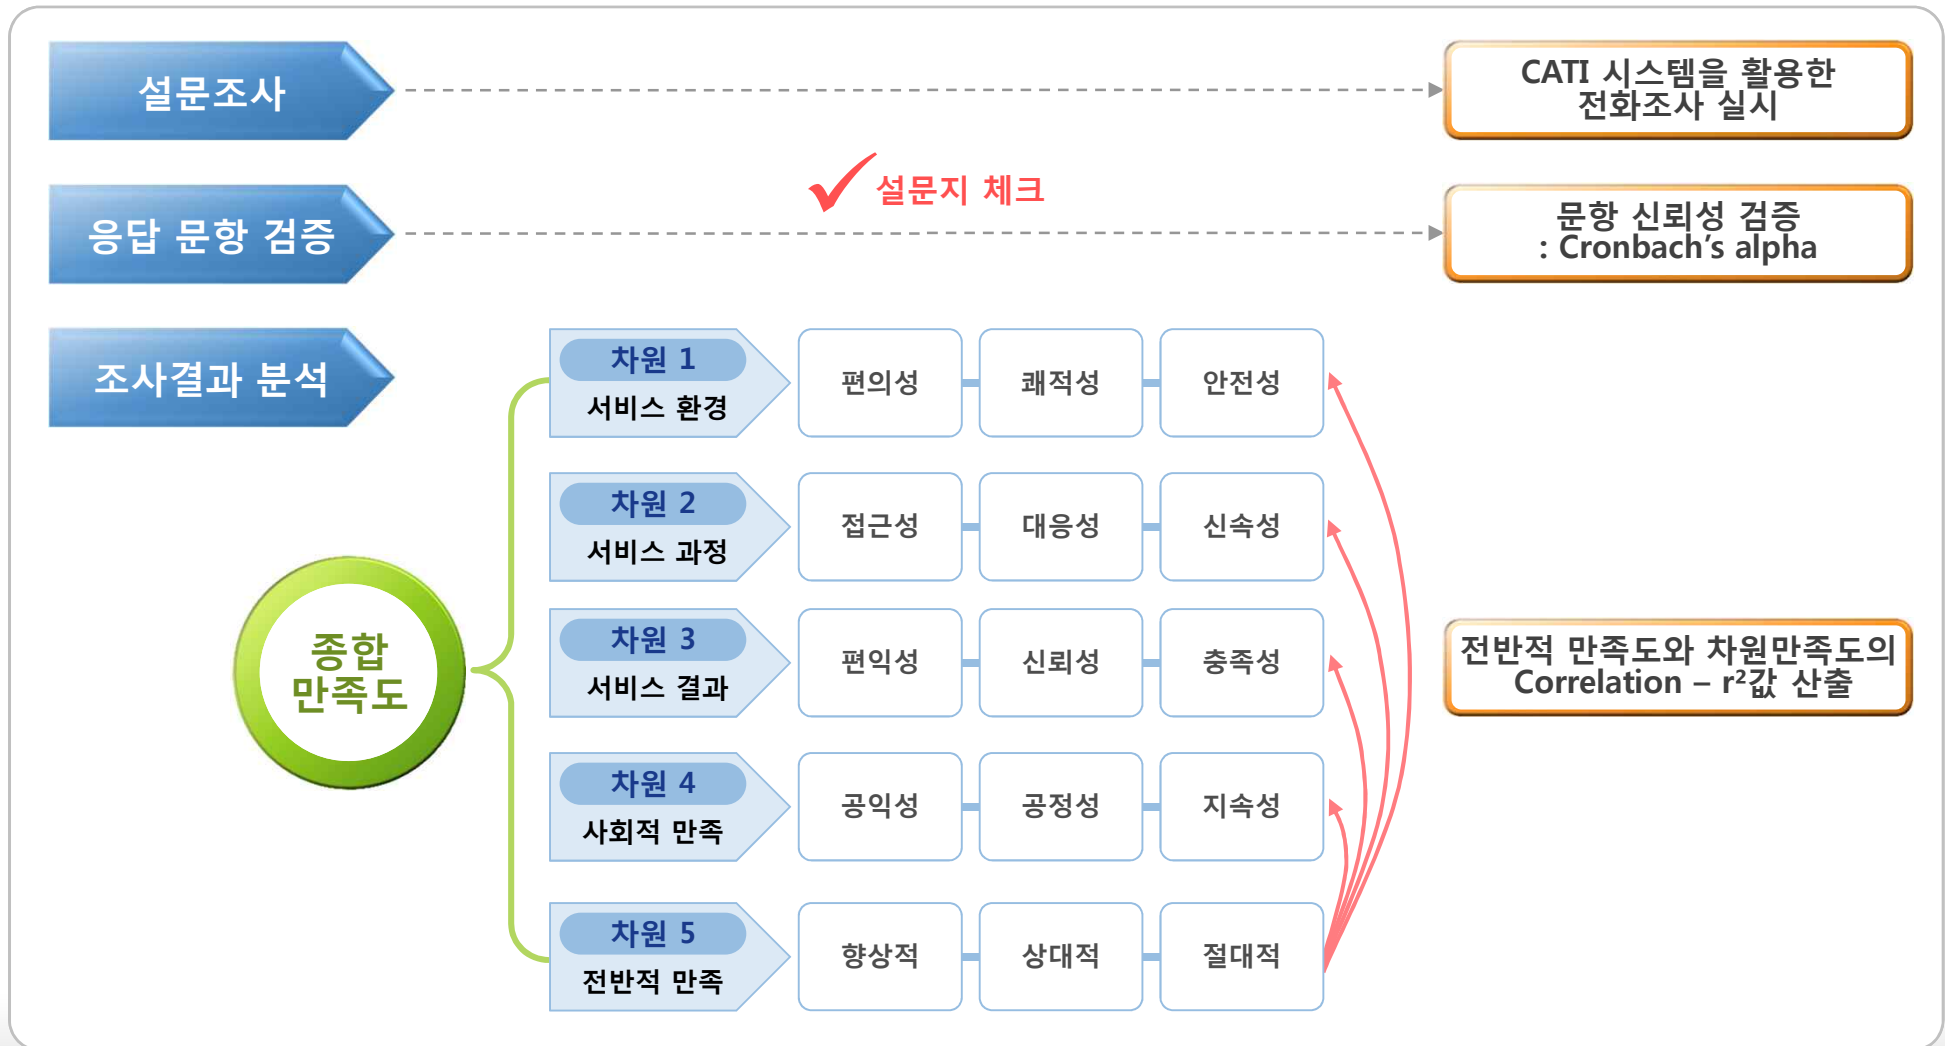 설문조사
CATI 시스템을 활용한
전화조사 실시
설문지 체크
응답 문항 검증
문항 신뢰성 검증
: Cronbach’s alpha
조사결과 분석
차원 1
서비스 환경
편의성
쾌적성
안전성
차원 2
서비스 과정
접근성
대응성
신속성
종합
만족도
차원 3
서비스 결과
편익성
신뢰성
충족성
전반적 만족도와 차원만족도의
Correlation – r²값 산출
차원 4
사회적 만족
공익성
공정성
지속성
차원 5
전반적 만족
향상적
상대적
절대적